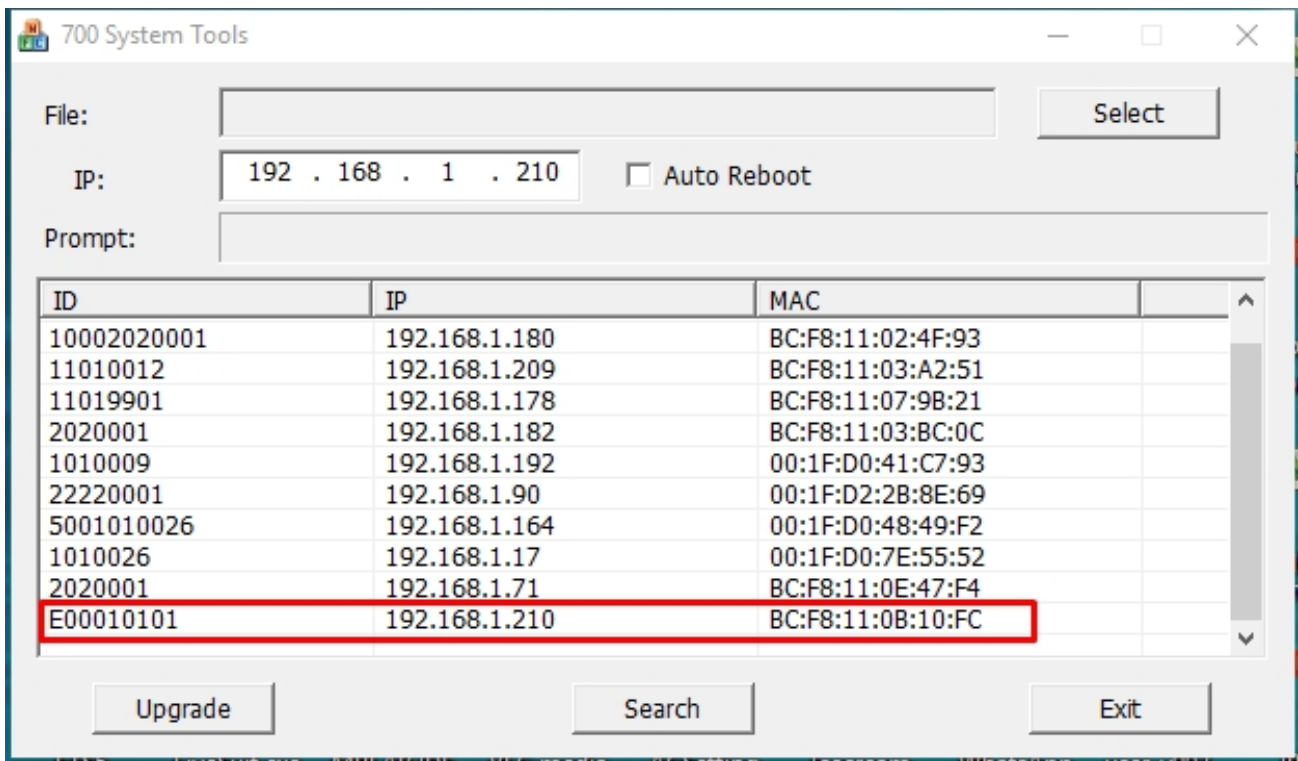 700 System Tools
File:
Select
IP: 192 . 168 . 1 . 210 Auto Reboot
Prompt:
ID IP MAC
10002020001 192.168.1.180 BC:F8:11:02:4F:93
11010012 192.168.1.209 BC:F8:11:03:A2:51
11019901 192.168.1.178 BC:F8:11:07:9B:21
2020001 192.168.1.182 BC:F8:11:03:BC:0C
1010009 192.168.1.192 00:1F:D0:41:C7:93
22220001 192.168.1.90 00:1F:D2:2B:8E:69
5001010026 192.168.1.164 00:1F:D0:48:49:F2
1010026 192.168.1.17 00:1F:D0:7E:55:52
2020001 192.168.1.71 BC:F8:11:0E:47:F4
E00010101 192.168.1.210 BC:F8:11:0B:10:FC
Upgrade Search Exit